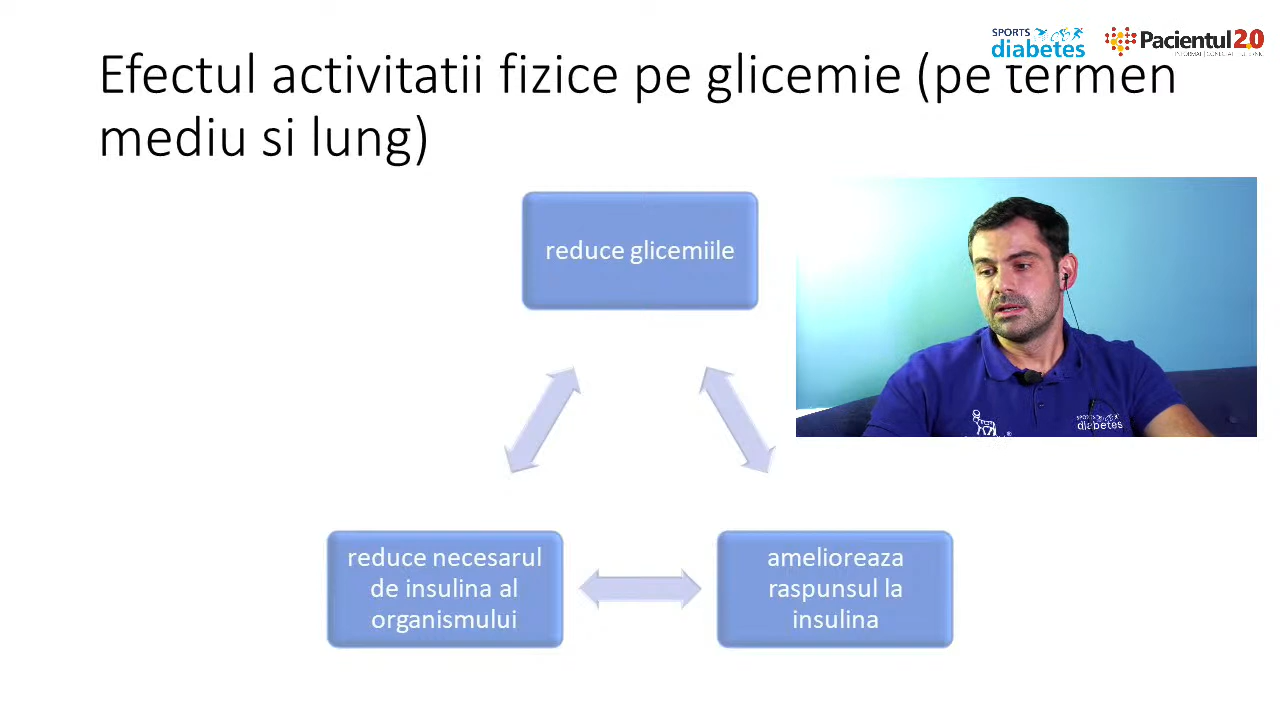 SPORTS
diabetes
Pacientul 2.0
Efectul activitatii fizice pe glicemie (pe termen
mediu si lung)
reduce glicemiile
diabetes
reduce necesarul
de insulina al
organismului
amelioreaza
raspunsul la
insulina